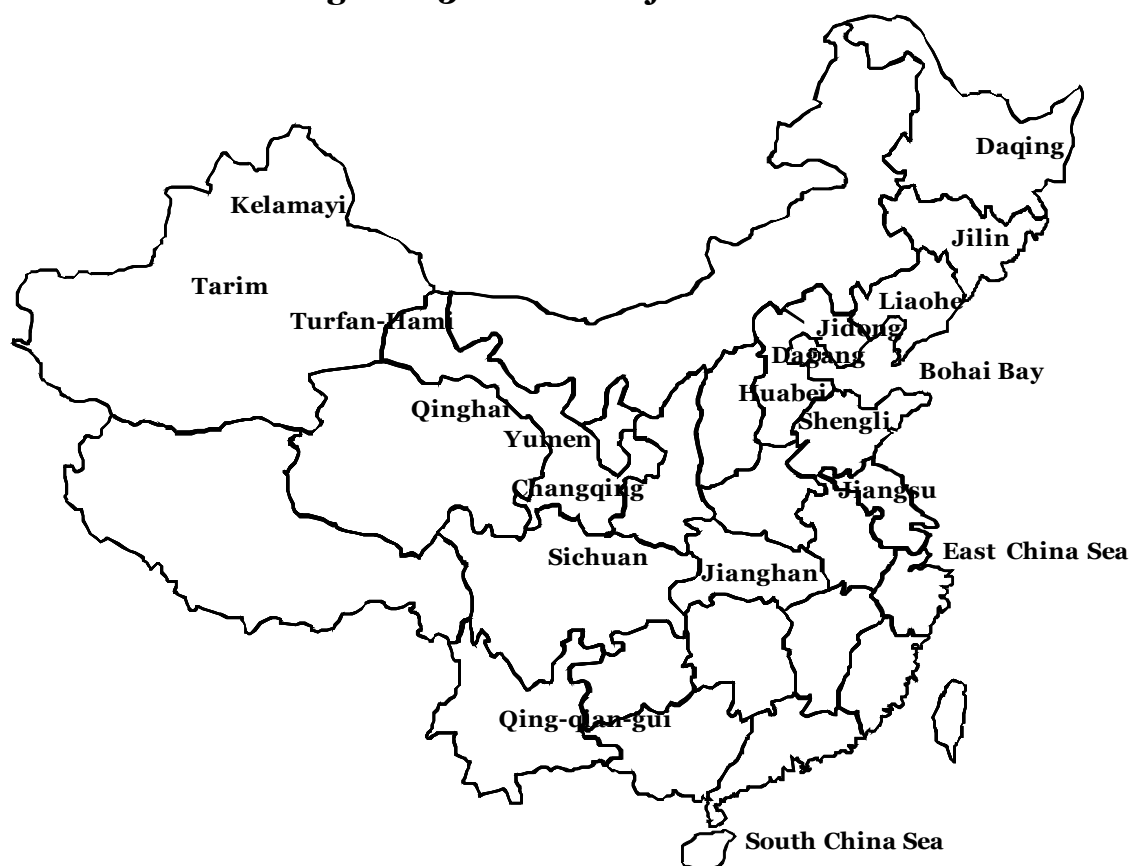 Daqing
Kelamayi
Jilin
Tarim
Liaohe
Turfan-Hami
Jidong
Dagang
Bohai Bay
Huabei
Qinghai
Shengli
Yumen
Changqing
Jiangsu
East China Sea
Sichuan
Jianghan
Qing-qian-gui
South China Sea